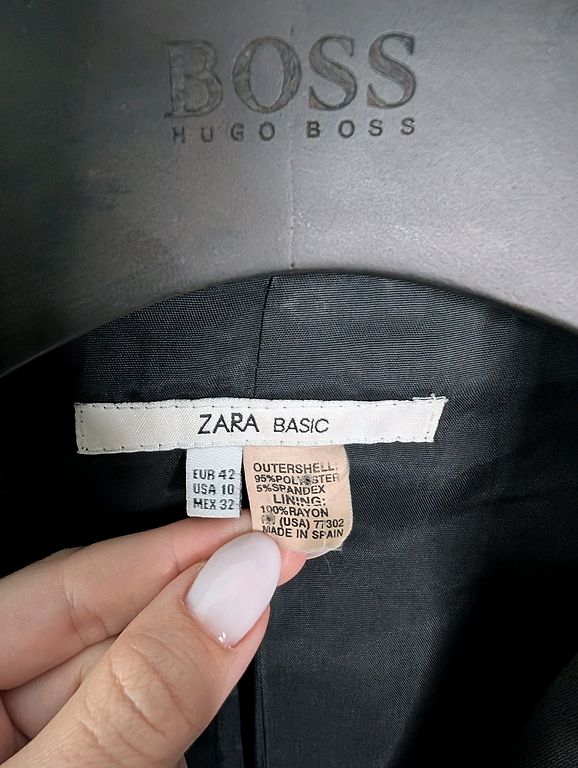 BOSS
HUGO BOSS
ZARA BASIC
EUR 42
USA 10
MEX 32
OUTERSHELL:
95%POLYESTER
5%SPANDEX
LINING:
100%RAYON
(USA) 77302
MADE IN SPAIN